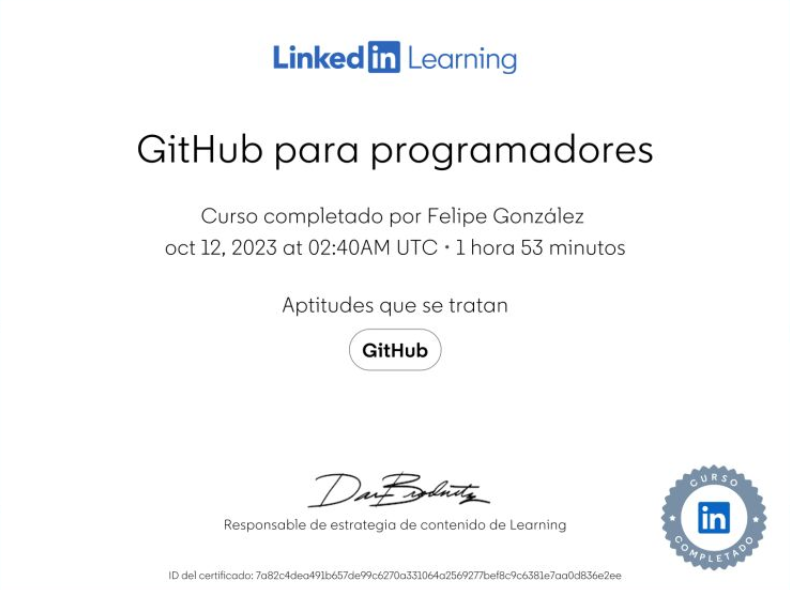 Linked in Learning
GitHub para programadores
Curso completado por Felipe González
oct 12, 2023 at 02:40AM UTC • 1 hora 53 minutos
Aptitudes que se tratan
GitHub
Responsable de estrategia de contenido de Learning
CURSO
in
COMPLETADO
ID del certificado: 7a82c4dea491b657de99c6270a331064a2569277bef8c9c6381e7aa0d836e2ee